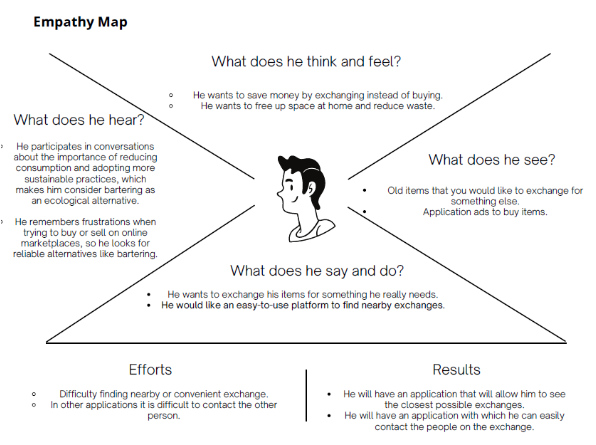 Empathy Map
What does he think and feel?
He wants to save money by exchanging instead of buying.
He wants to free up space at home and reduce waste.
What does he hear?
He participates in conversations
about the importance of reducing
consumption and adopting more
sustainable practices, which
makes him consider bartering as
an ecological alternative.
He remembers frustrations when
trying to buy or sell on online
marketplaces, so he looks for
reliable alternatives like bartering.
What does he see?
Old items that you would like to exchange for
something else.
Application ads to buy items.
What does he say and do?
He wants to exchange his items for something he really needs.
He would like an easy-to-use platform to find nearby exchanges.
Efforts
Difficulty finding nearby or convenient exchange.
In other applications it is difficult to contact the other
person.
Results
He will have an application that will allow him to see
the closest possible exchanges.
He will have an application with which he can easily
contact the people on the exchange.